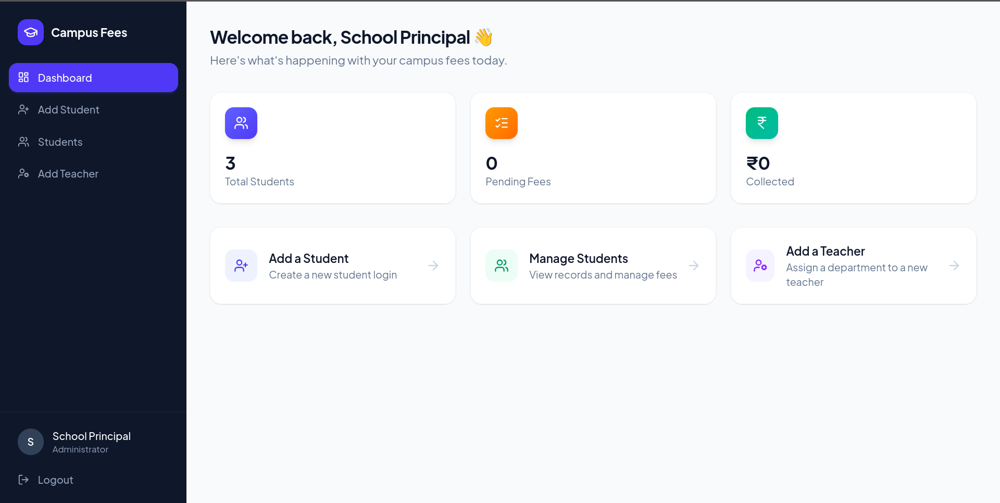 Campus Fees
Dashboard
Add Student
Students
Add Teacher
School Principal
S
Administrator
Logout
Welcome back, School Principal 👋
Here's what's happening with your campus fees today.
3
Total Students
0
Pending Fees
₹
₹0
Collected
Add a Student
Create a new student login
Manage Students
View records and manage fees
Add a Teacher
Assign a department to a new
teacher